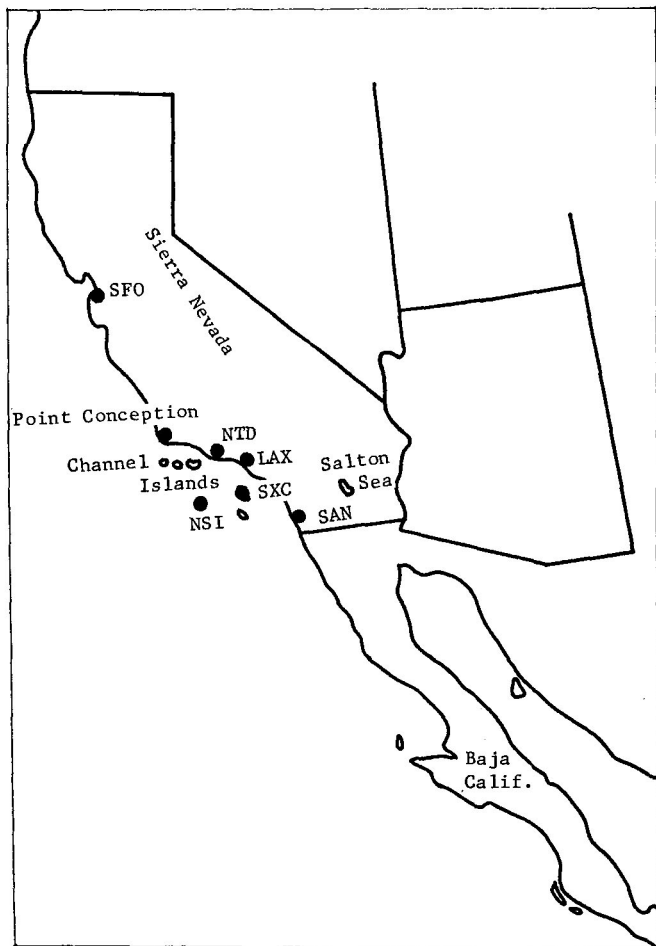 Sierra Nevada
SFO
Point Conception
NTD
LAX
Channel
Islands
Salton
Sea
SXC
NSI
SAN
Baja
Calif.